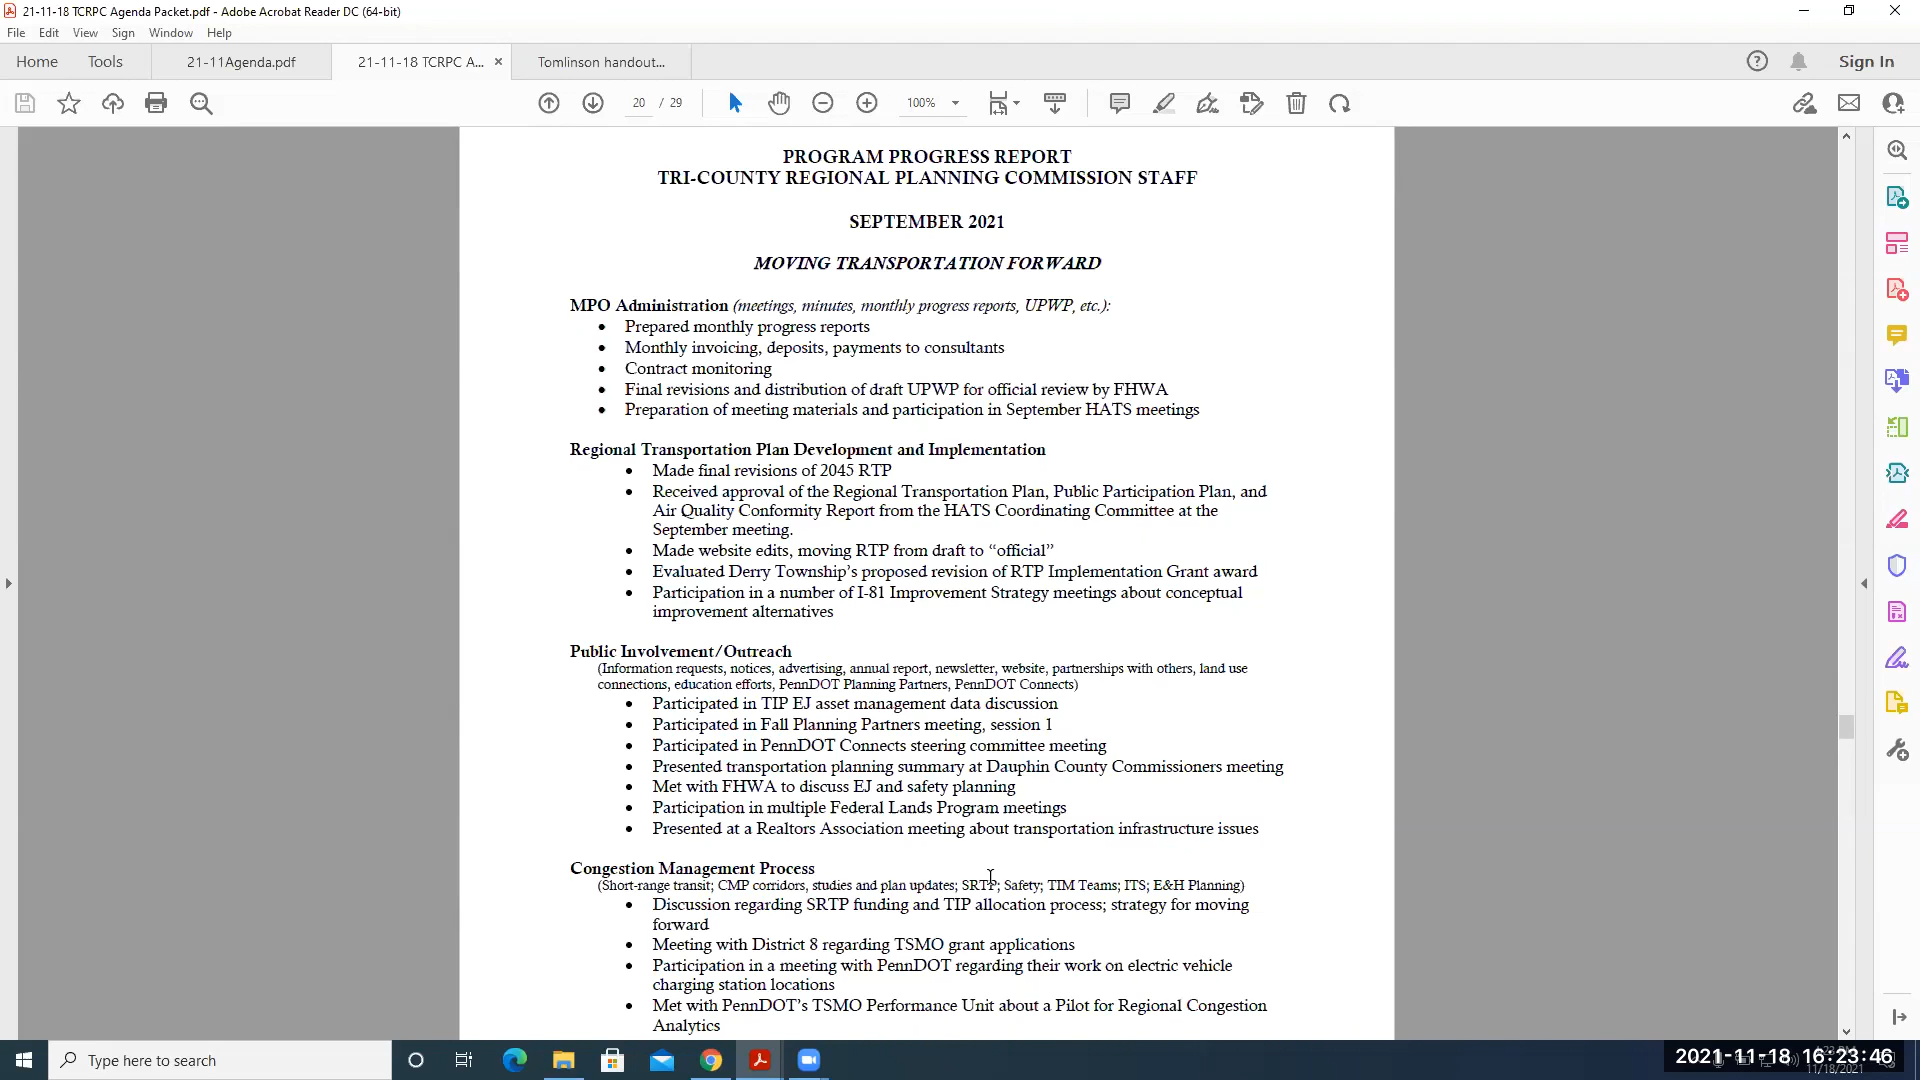 21-11-18 TCRPC Agenda Packet.pdf - Adobe Acrobat Reader DC (64-bit)
File Edit View Sign Window Help
Home Tools 21-11Agenda.pdf 21-11-18 TCRPC A... × Tomlinson handout... Sign In
20 / 29 100%
PROGRAM PROGRESS REPORT
TRI-COUNTY REGIONAL PLANNING COMMISSION STAFF
SEPTEMBER 2021
MOVING TRANSPORTATION FORWARD
MPO Administration (meetings, minutes, monthly progress reports, UPWP, etc.):
• Prepared monthly progress reports
• Monthly invoicing, deposits, payments to consultants
• Contract monitoring
• Final revisions and distribution of draft UPWP for official review by FHWA
• Preparation of meeting materials and participation in September HATS meetings
Regional Transportation Plan Development and Implementation
• Made final revisions of 2045 RTP
• Received approval of the Regional Transportation Plan, Public Participation Plan, and
Air Quality Conformity Report from the HATS Coordinating Committee at the
September meeting.
• Made website edits, moving RTP from draft to “official”
• Evaluated Derry Township’s proposed revision of RTP Implementation Grant award
• Participation in a number of I-81 Improvement Strategy meetings about conceptual
improvement alternatives
Public Involvement/Outreach
(Information requests, notices, advertising, annual report, newsletter, website, partnerships with others, land use
connections, education efforts, PennDOT Planning Partners, PennDOT Connects)
• Participated in TIP EJ asset management data discussion
• Participated in Fall Planning Partners meeting, session 1
• Participated in PennDOT Connects steering committee meeting
• Presented transportation planning summary at Dauphin County Commissioners meeting
• Met with FHWA to discuss EJ and safety planning
• Participation in multiple Federal Lands Program meetings
• Presented at a Realtors Association meeting about transportation infrastructure issues
Congestion Management Process
(Short-range transit; CMP corridors, studies and plan updates; SRTP; Safety; TIM Teams; ITS; E&H Planning)
• Discussion regarding SRTP funding and TIP allocation process; strategy for moving
forward
• Meeting with District 8 regarding TSMO grant applications
• Participation in a meeting with PennDOT regarding their work on electric vehicle
charging station locations
• Met with PennDOT’s TSMO Performance Unit about a Pilot for Regional Congestion
Analytics
Type here to search
2021-11-18 16:23:46
11/18/2021